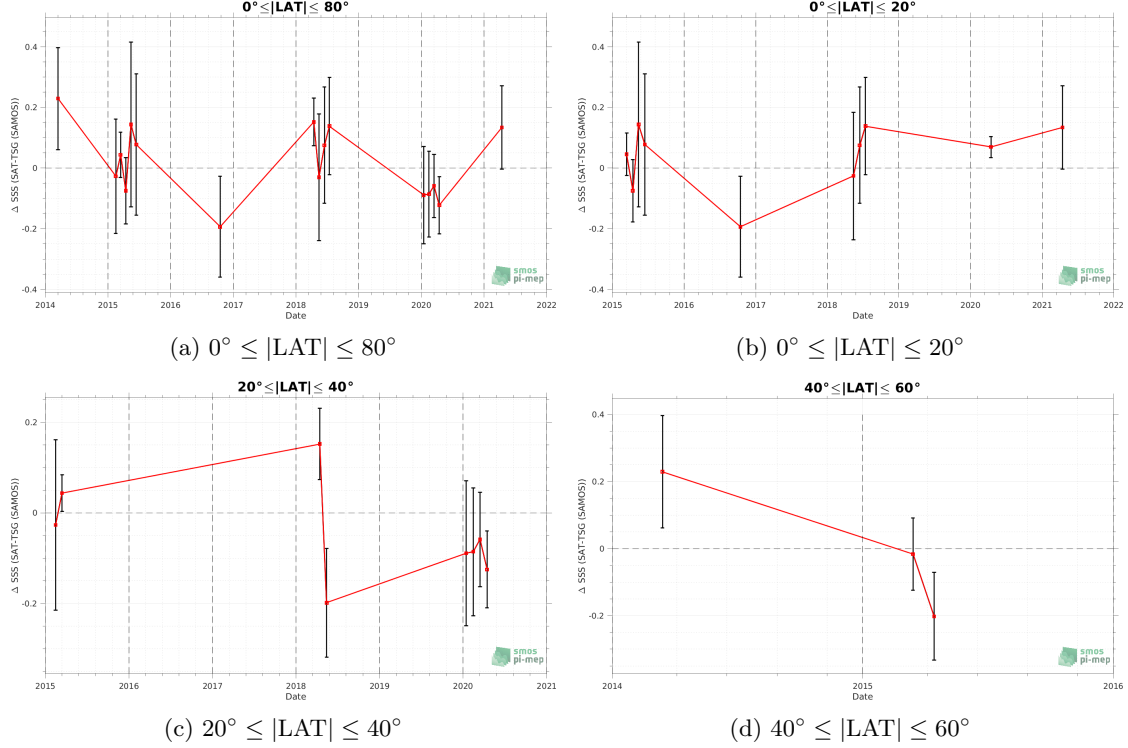 0°≤|LAT|≤ 80°
Δ SSS (SAT-TSG (SAMOS))
0.4
0.2
0
-0.2
-0.4
2014 2015 2016 2017 2018 2019 2020 2021 2022
Date
smos
pi-mep
(a) 0° ≤ |LAT| ≤ 80°
0°≤|LAT|≤ 20°
Δ SSS (SAT-TSG (SAMOS))
0.4
0.2
0
-0.2
-0.4
2015 2016 2017 2018 2019 2020 2021 2022
Date
smos
pi-mep
(b) 0° ≤ |LAT| ≤ 20°
20°≤|LAT|≤ 40°
Δ SSS (SAT-TSG (SAMOS))
0.2
0
-0.2
2015 2016 2017 2018 2019 2020 2021
Date
smos
pi-mep
(c) 20° ≤ |LAT| ≤ 40°
40°≤|LAT|≤ 60°
Δ SSS (SAT-TSG (SAMOS))
0.4
0.2
0
-0.2
2014 2015 2016
Date
smos
pi-mep
(d) 40° ≤ |LAT| ≤ 60°